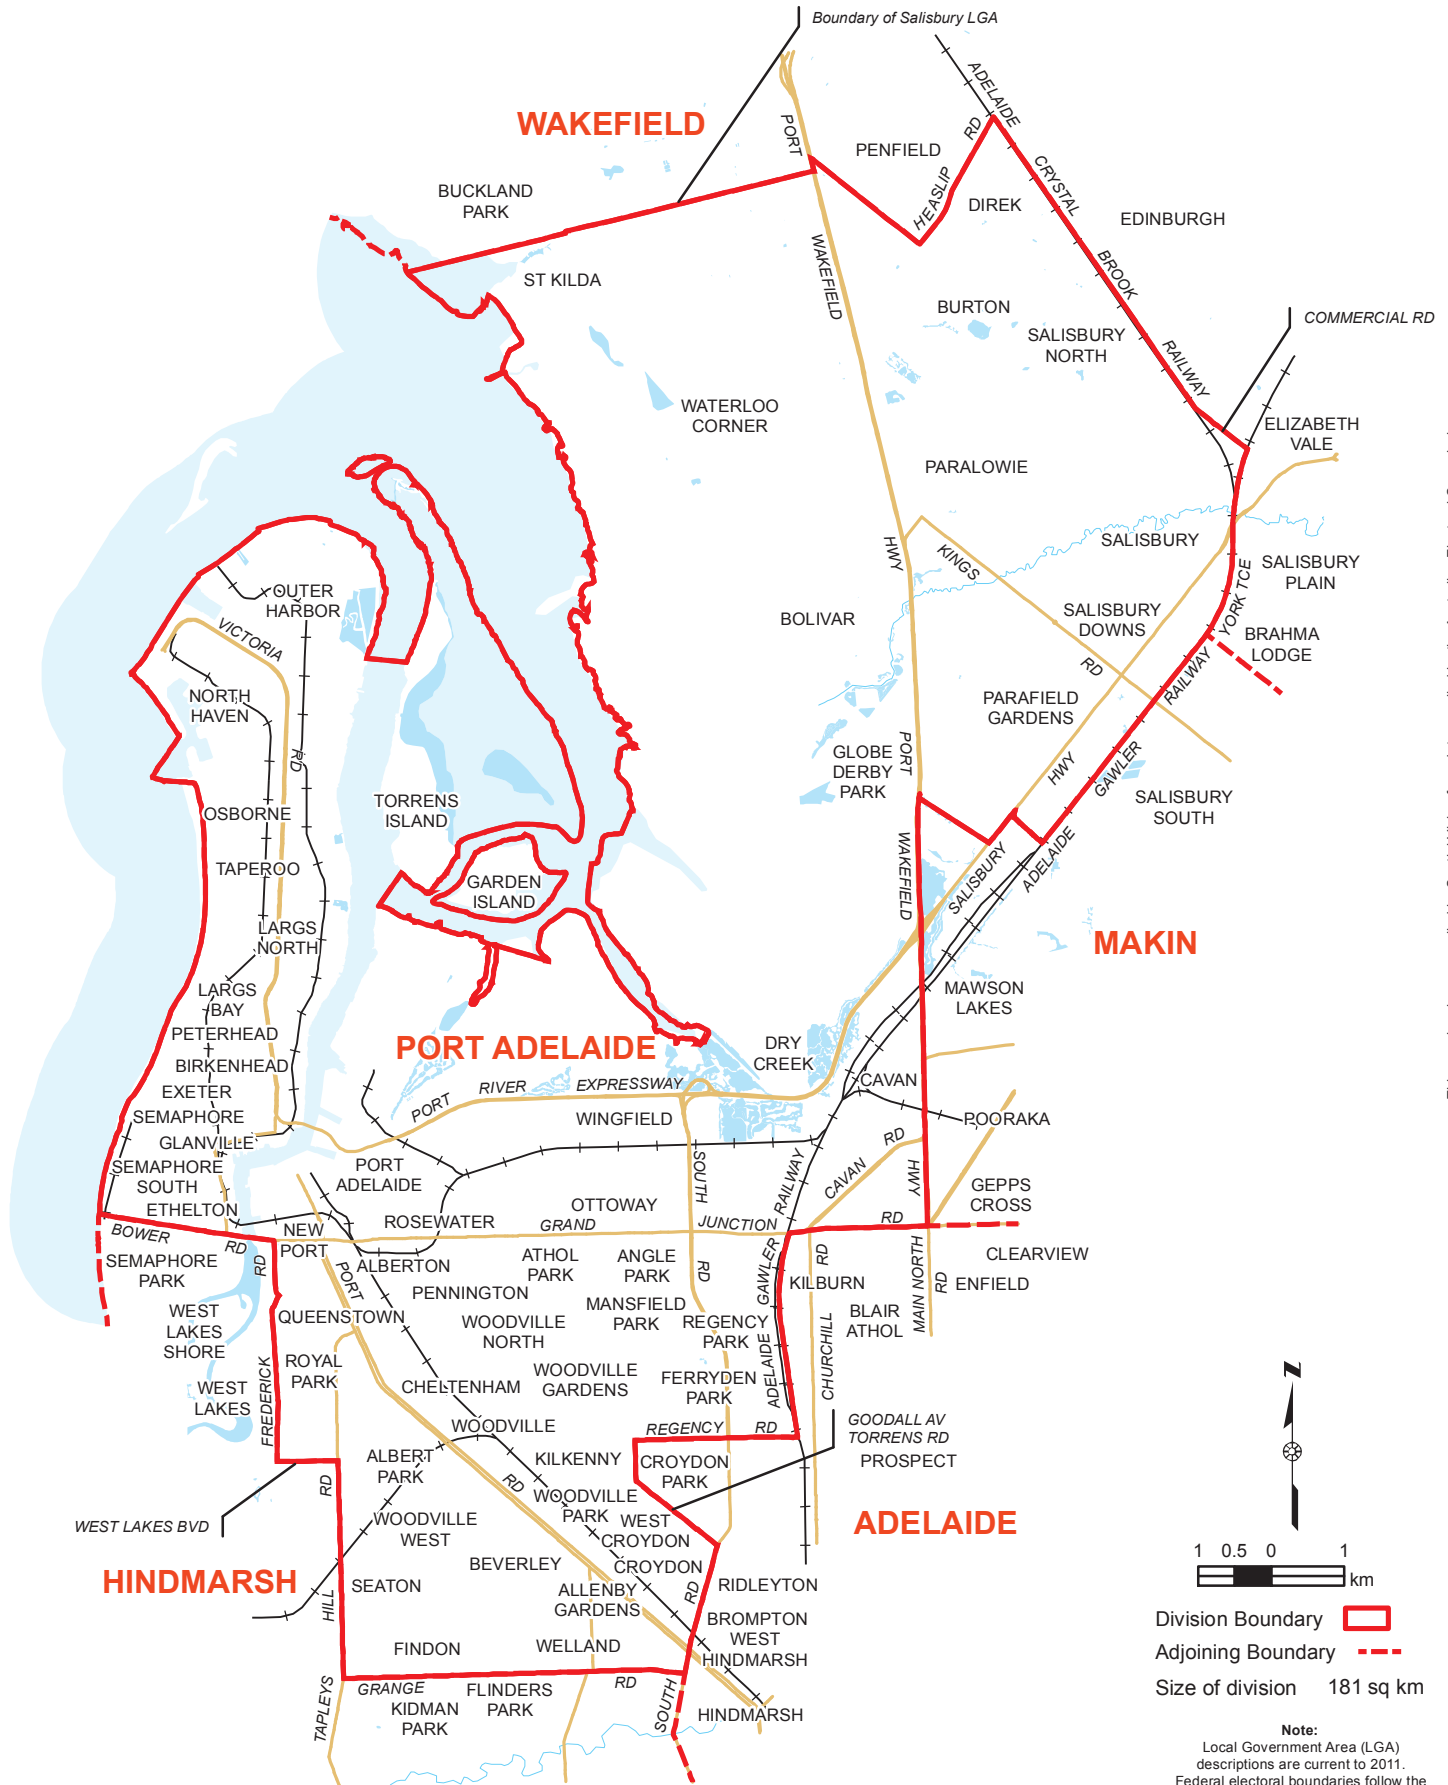 Boundary of Salisbury LGA
ADELAIDE
WAKEFIELD
PORT
RD
PENFIELD
CRYSTAL
BUCKLAND
PARK
HEASLIP
DIREK
EDINBURGH
WAKEFIELD
BROOK
ST KILDA
BURTON
COMMERCIAL RD
SALISBURY
NORTH
RAILWAY
WATERLOO
CORNER
ELIZABETH
VALE
PARALOWIE
HWY
KINGS
SALISBURY
SALISBURY
PLAIN
OUTER
HARBOR
YORK TCE
BOLIVAR
SALISBURY
DOWNS
BRAHMA
LODGE
VICTORIA
RD
RAILWAY
NORTH
HAVEN
PARAFIELD
GARDENS
RD
PORT
GLOBE
DERBY
PARK
HWY
GAWLER
SALISBURY
SOUTH
OSBORNE
TORRENS
ISLAND
TAPEROO
WAKEFIELD
SALISBURY
ADELAIDE
GARDEN
ISLAND
LARGS
NORTH
MAKIN
LARGS
BAY
MAWSON
LAKES
PETERHEAD
PORT ADELAIDE
DRY
CREEK
BIRKENHEAD
CAVAN
EXETER
PORT
RIVER
EXPRESSWAY
SEMAPHORE
WINGFIELD
POORAKA
GLANVILLE
RD
SEMAPHORE
SOUTH
PORT
ADELAIDE
SOUTH
RAILWAY
CAVAN
HWY
GEPPS
CROSS
ETHELTON
OTTOWAY
BOWER
RD
NEW
PORT
ROSEWATER
GRAND
JUNCTION
RD
SEMAPHORE
PARK
RD
ALBERTON
PORT
ATHOL
PARK
ANGLE
PARK
RD
GAWLER
RD
CLEARVIEW
KILBURN
MAIN NORTH
RD
ENFIELD
PENNINGTON
WEST
LAKES
SHORE
QUEENSTOWN
WOODVILLE
NORTH
MANSFIELD
PARK
REGENCY
PARK
BLAIR
ATHOL
ROYAL
PARK
ADELAIDE
CHURCHILL
WEST
LAKES
FREDERICK
CHELTENHAM
WOODVILLE
GARDENS
FERRYDEN
PARK
WOODVILLE
REGENCY
RD
GOODALL AV
TORRENS RD
ALBERT
PARK
KILKENNY
CROYDON
PARK
PROSPECT
RD
RD
WOODVILLE
PARK
WEST LAKES BVD
WOODVILLE
WEST
WEST
CROYDON
ADELAIDE
HINDMARSH
BEVERLEY
CROYDON
SEATON
HILL
ALLENBY
GARDENS
RD
RIDLEYTON
BROMPTON
WEST
HINDMARSH
FINDON
WELLAND
GRANGE
RD
TAPLEYS
KIDMAN
PARK
FLINDERS
PARK
SOUTH
HINDMARSH
1 0.5 0 1
km
Division Boundary
Adjoining Boundary
Size of division 181 sq km
Note:
Local Government Area (LGA)
descriptions are current to 2011.
Federal electoral boundaries follow the